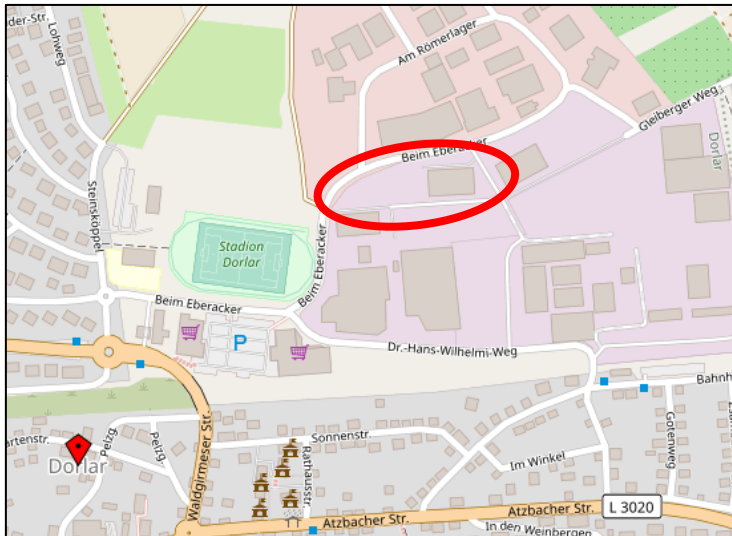 der-Str.
Lohweg
Am Römerlager
Gleiberger Weg
Beim Eberacker
Dorlar
Steinsköppel
Stadion
Dorlar
Beim Eberacker
Beim Eberacker
P
Dr.-Hans-Wilhelmi-Weg
Bahnh
artenstr.
Pelzg.
Pelzg.
Dorlar
Waldgirmeser Str.
Sonnenstr.
Rathausstr
Im Winkel
Gotenweg
L 3020
Atzbacher Str.
Atzbacher Str.
In den Weinbergen